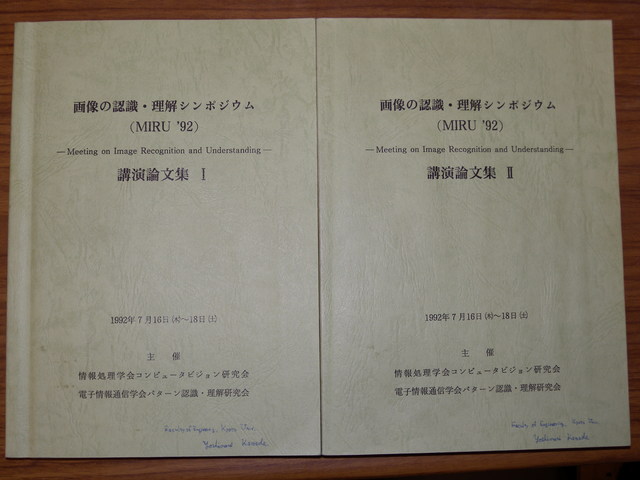 画像の認識・理解シンポジウム
(MIRU '92)
—Meeting on Image Recognition and Understanding—
講演論文集 I
1992年7月16日㈭〜18日㈯
主 催
情報処理学会コンピュータビジョン研究会
電子情報通信学会パターン認識・理解研究会
Faculty of Engineering,
画像の認識・理解シンポジウム
(MIRU '92)
—Meeting on Image Recognition and Understanding—
講演論文集 II
1992年7月16日㈭〜18日㈯
主 催
情報処理学会コンピュータビジョン研究会
電子情報通信学会パターン認識・理解研究会
Faculty of Engineering,